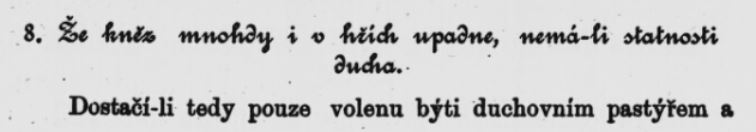 8. Že kněz mnohdy i v hřích upadne, nemá-li statnosti
ducha.
Dostačí-li tedy pouze volenu býti duchovním pastýřem a